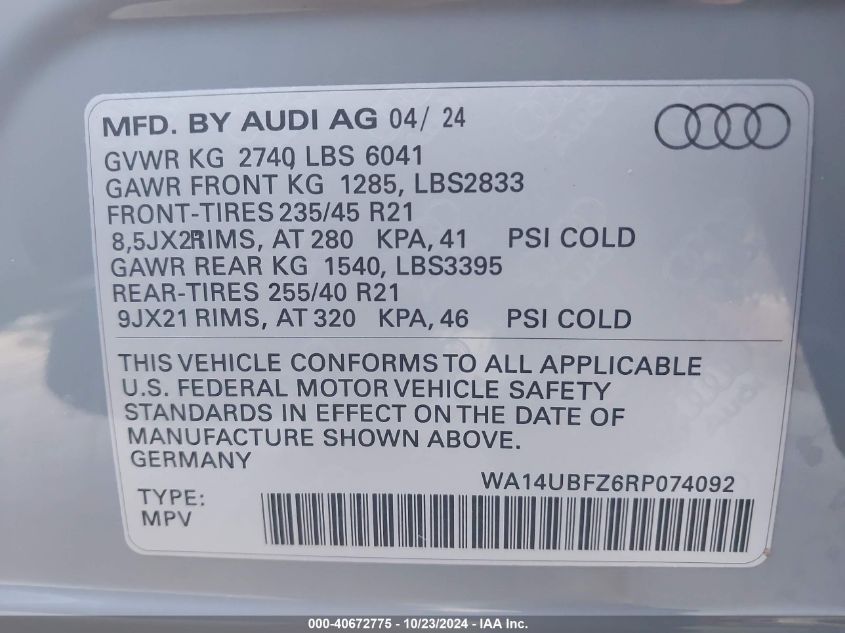 MFD. BY AUDI AG 04/ 24
GVWR KG 2740 LBS 6041
GAWR FRONT KG 1285, LBS2833
FRONT-TIRES 235/45 R21
8,5JX21RIMS, AT 280 KPA, 41 PSI COLD
GAWR REAR KG 1540, LBS3395
REAR-TIRES 255/40 R21
9JX21 RIMS, AT 320 KPA, 46 PSI COLD
THIS VEHICLE CONFORMS TO ALL APPLICABLE
U.S. FEDERAL MOTOR VEHICLE SAFETY
STANDARDS IN EFFECT ON THE DATE OF
MANUFACTURE SHOWN ABOVE.
GERMANY
WA14UBFZ6RP074092
TYPE:
MPV
000-40672775 - 10/23/2024 - IAA Inc.